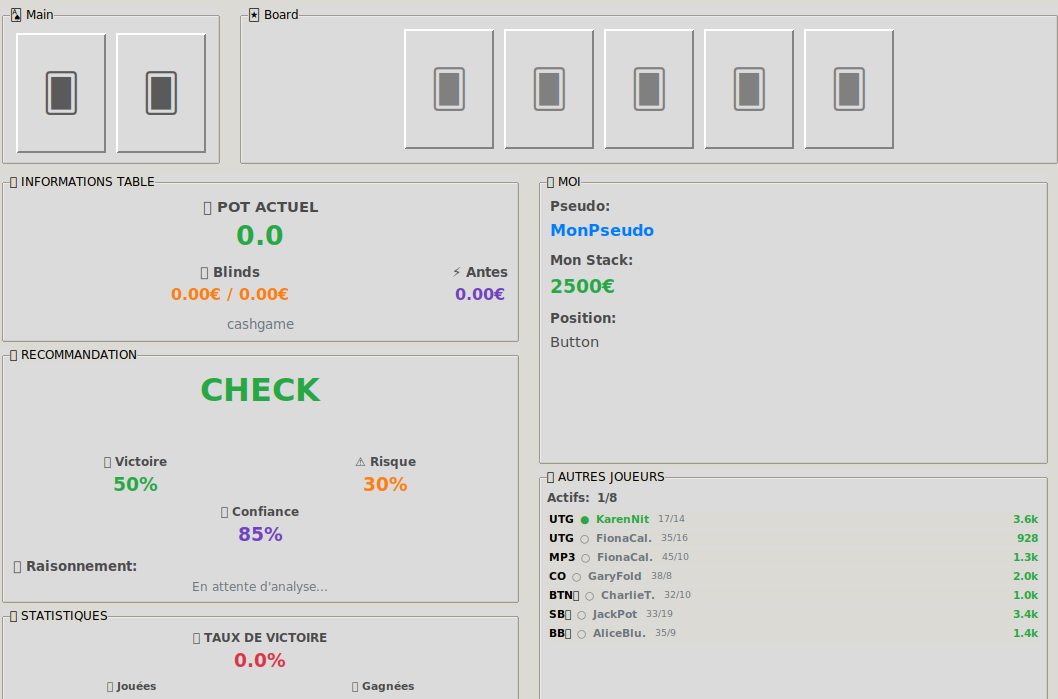 Main
Board
INFORMATIONS TABLE
POT ACTUEL
0.0
Blinds
⚡ Antes
0.00€ / 0.00€
0.00€
cashgame
MOI
Pseudo:
MonPseudo
Mon Stack:
2500€
Position:
Button
RECOMMANDATION
CHECK
Victoire
⚠ Risque
50%
30%
Confiance
85%
Raisonnement:
En attente d'analyse...
AUTRES JOUEURS
Actifs: 1/8
UTG ● KarenNit 17/14 3.6k
UTG ○ FionaCal. 35/16 928
MP3 ○ FionaCal. 45/10 1.3k
CO ○ GaryFold 38/8 2.0k
BTN ○ CharlieT. 32/10 1.0k
SB ○ JackPot 33/19 3.4k
BB ○ AliceBlu. 35/9 1.4k
STATISTIQUES
TAUX DE VICTOIRE
0.0%
Jouées
Gagnées